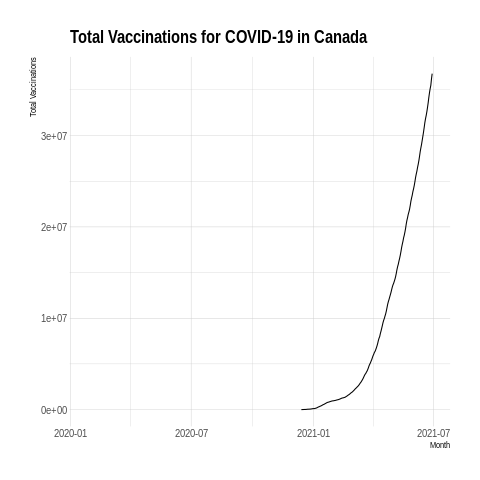 Total Vaccinations for COVID-19 in Canada
Total Vaccinations
3e+07
2e+07
1e+07
0e+00
2020-01 2020-07 2021-01 2021-07
Month